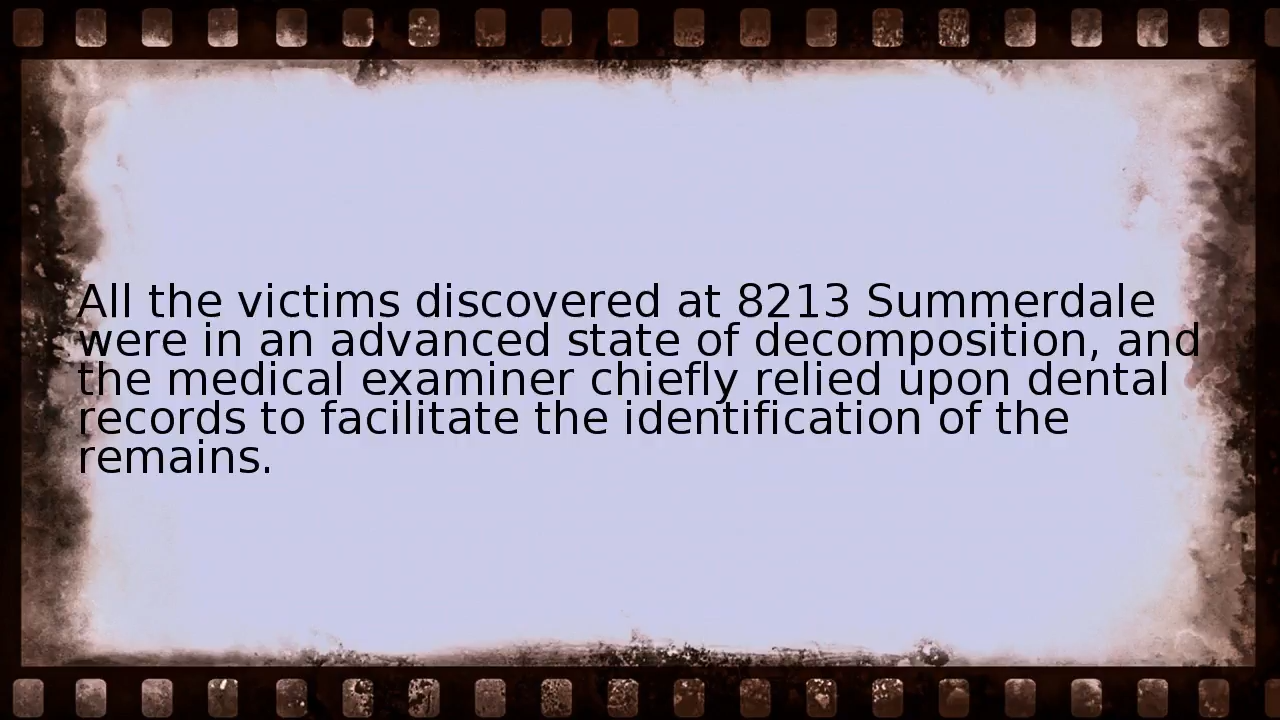 All the victims discovered at 8213 Summerdale
were in an advanced state of decomposition, and
the medical examiner chiefly relied upon dental
records to facilitate the identification of the
remains.